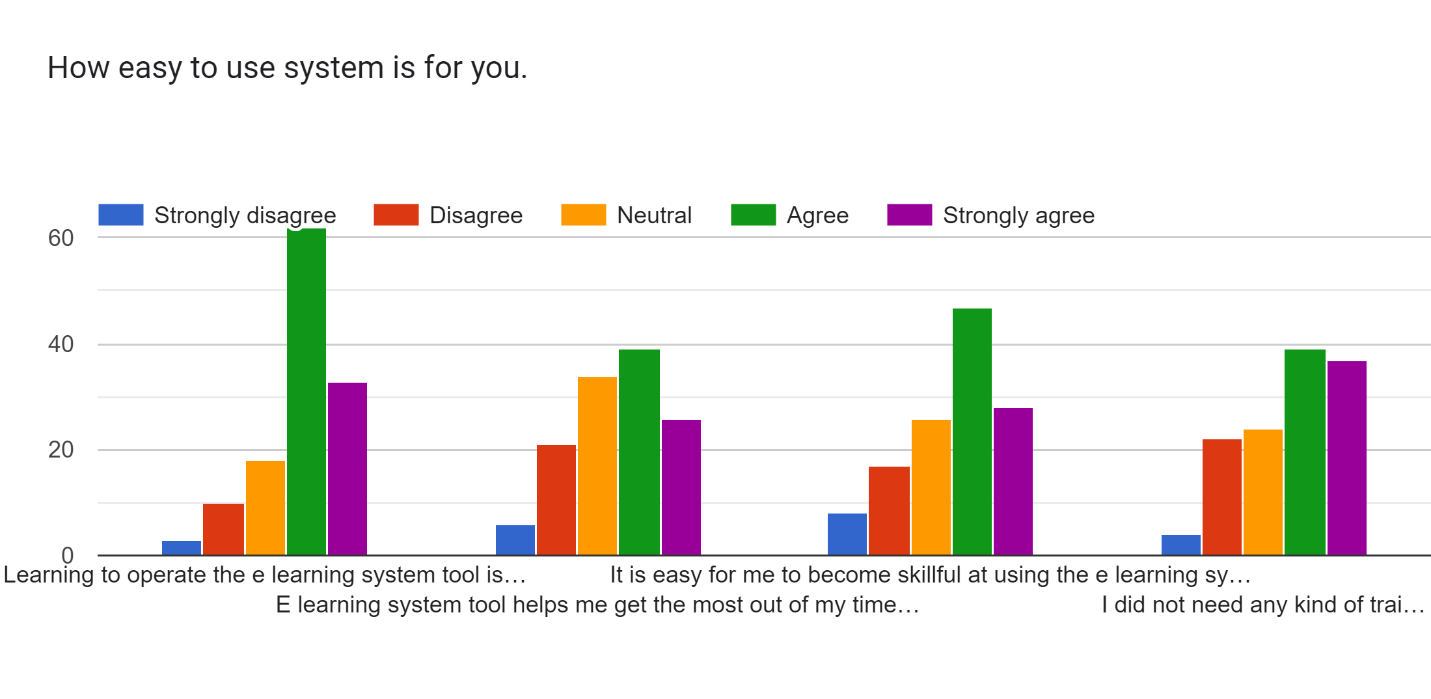 How easy to use system is for you.
Strongly disagree Disagree Neutral Agree Strongly agree
60
40
20
0
Learning to operate the e learning system tool is…
It is easy for me to become skillful at using the e learning sy…
E learning system tool helps me get the most out of my time…
I did not need any kind of trai…